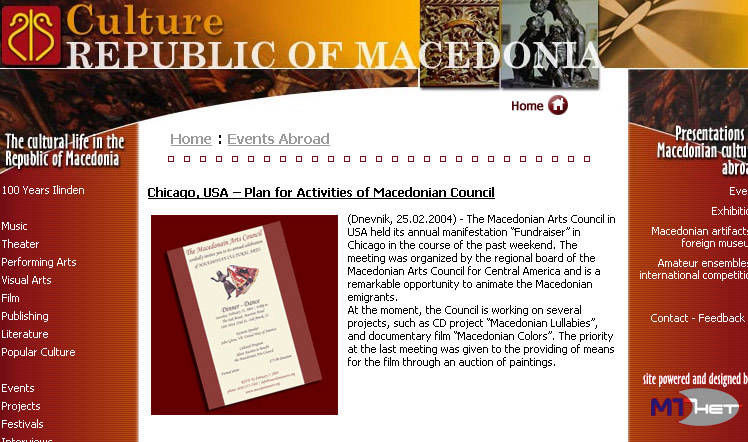 Culture
REPUBLIC OF MACEDONIA
Home
The cultural life in the
Republic of Macedonia
100 Years Ilinden
Music
Theater
Performing Arts
Visual Arts
Film
Publishing
Literature
Popular Culture
Events
Projects
Festivals
Interviews
Home : Events Abroad
Chicago, USA – Plan for Activities of Macedonian Council
The Macedonian Arts Council
Dinner - Dance
(Dnevnik, 25.02.2004) - The Macedonian Arts Council in
USA held its annual manifestation "Fundraiser" in
Chicago in the course of the past weekend. The
meeting was organized by the regional board of the
Macedonian Arts Council for Central America and is a
remarkable opportunity to animate the Macedonian
emigrants.
At the moment, the Council is working on several
projects, such as CD project "Macedonian Lullabies",
and documentary film "Macedonian Colors". The priority
at the last meeting was given to the providing of means
for the film through an auction of paintings.
Presentations
Macedonian cultu
abroa
Eve
Exhibitio
Macedonian artifacts
foreign museu
Amateur ensembles
international competitio
Contact - Feedback
site powered and designed b
MT HET